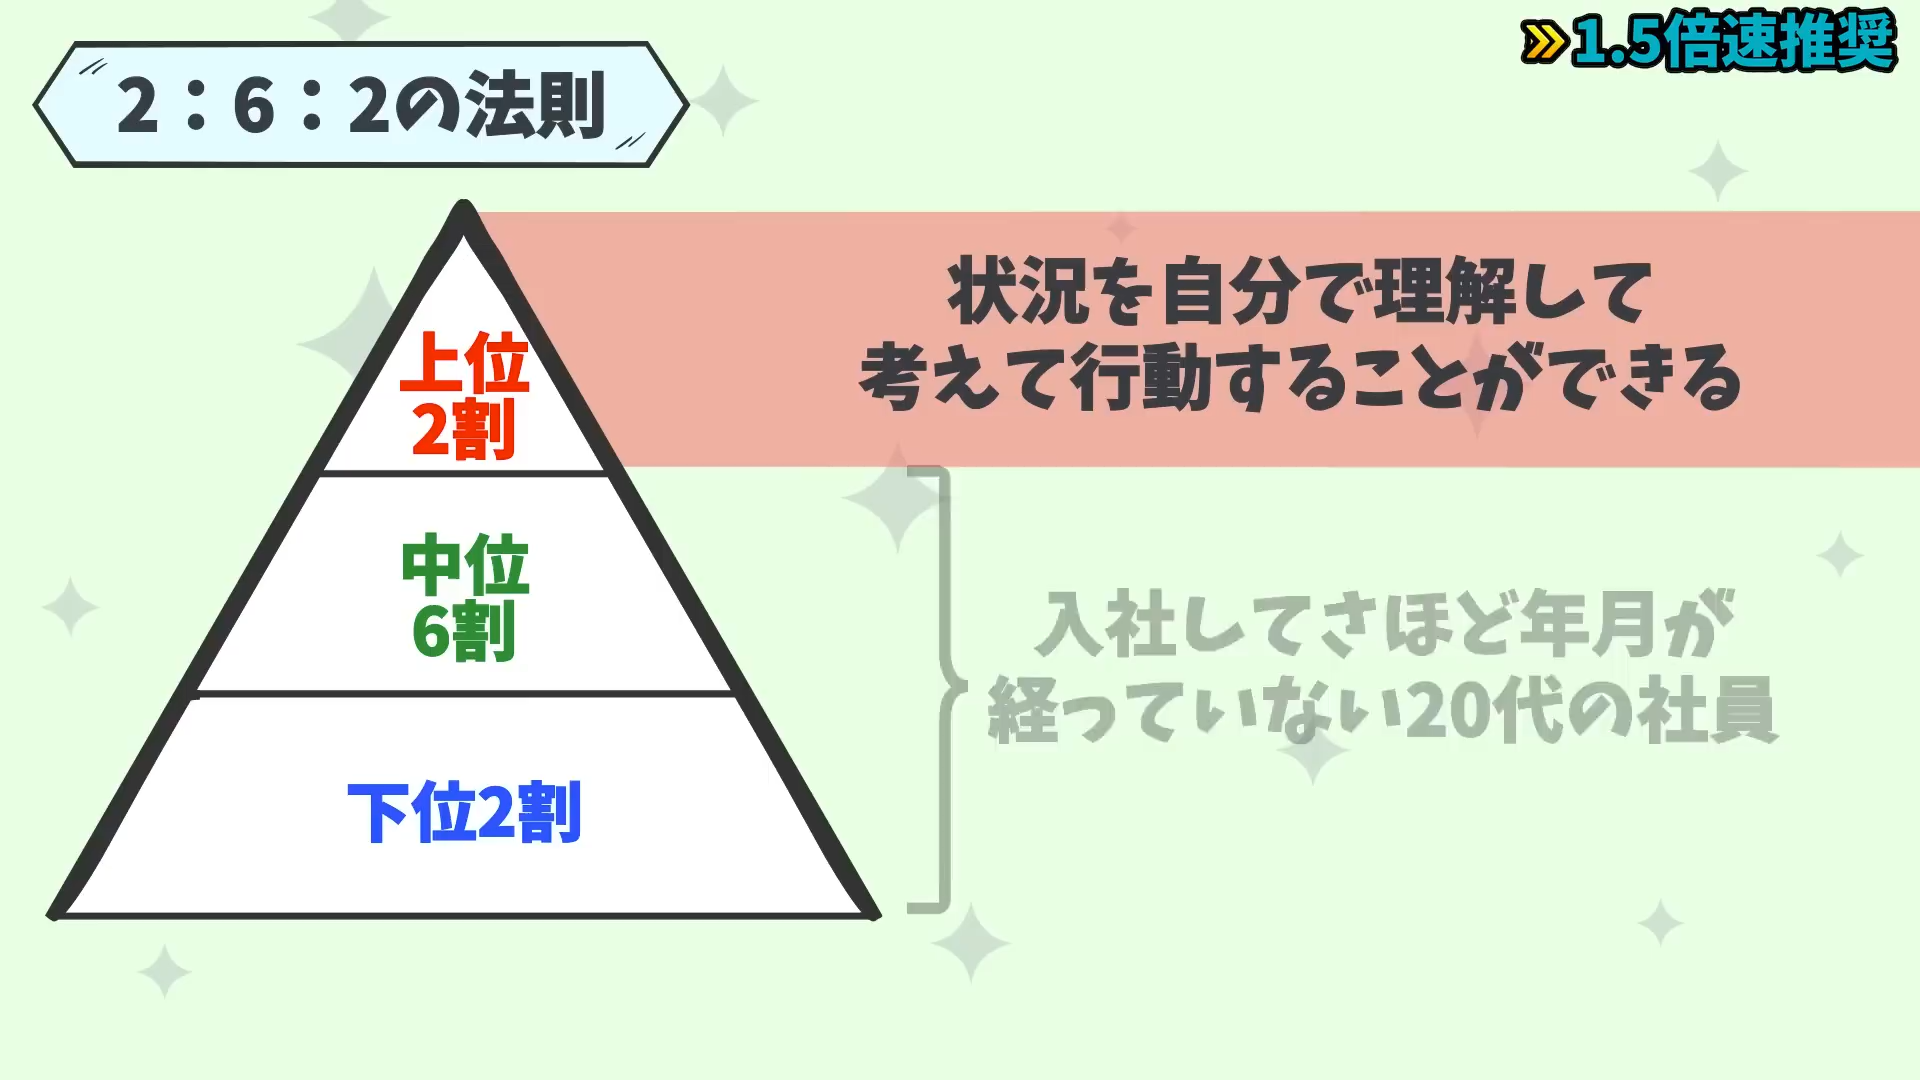 1.5倍速推奨
2：6：2の法則
状況を自分で理解して
考えて行動することができる
上位
2割
中位
6割
入社してさほど年月が
経っていない20代の社員
下位2割